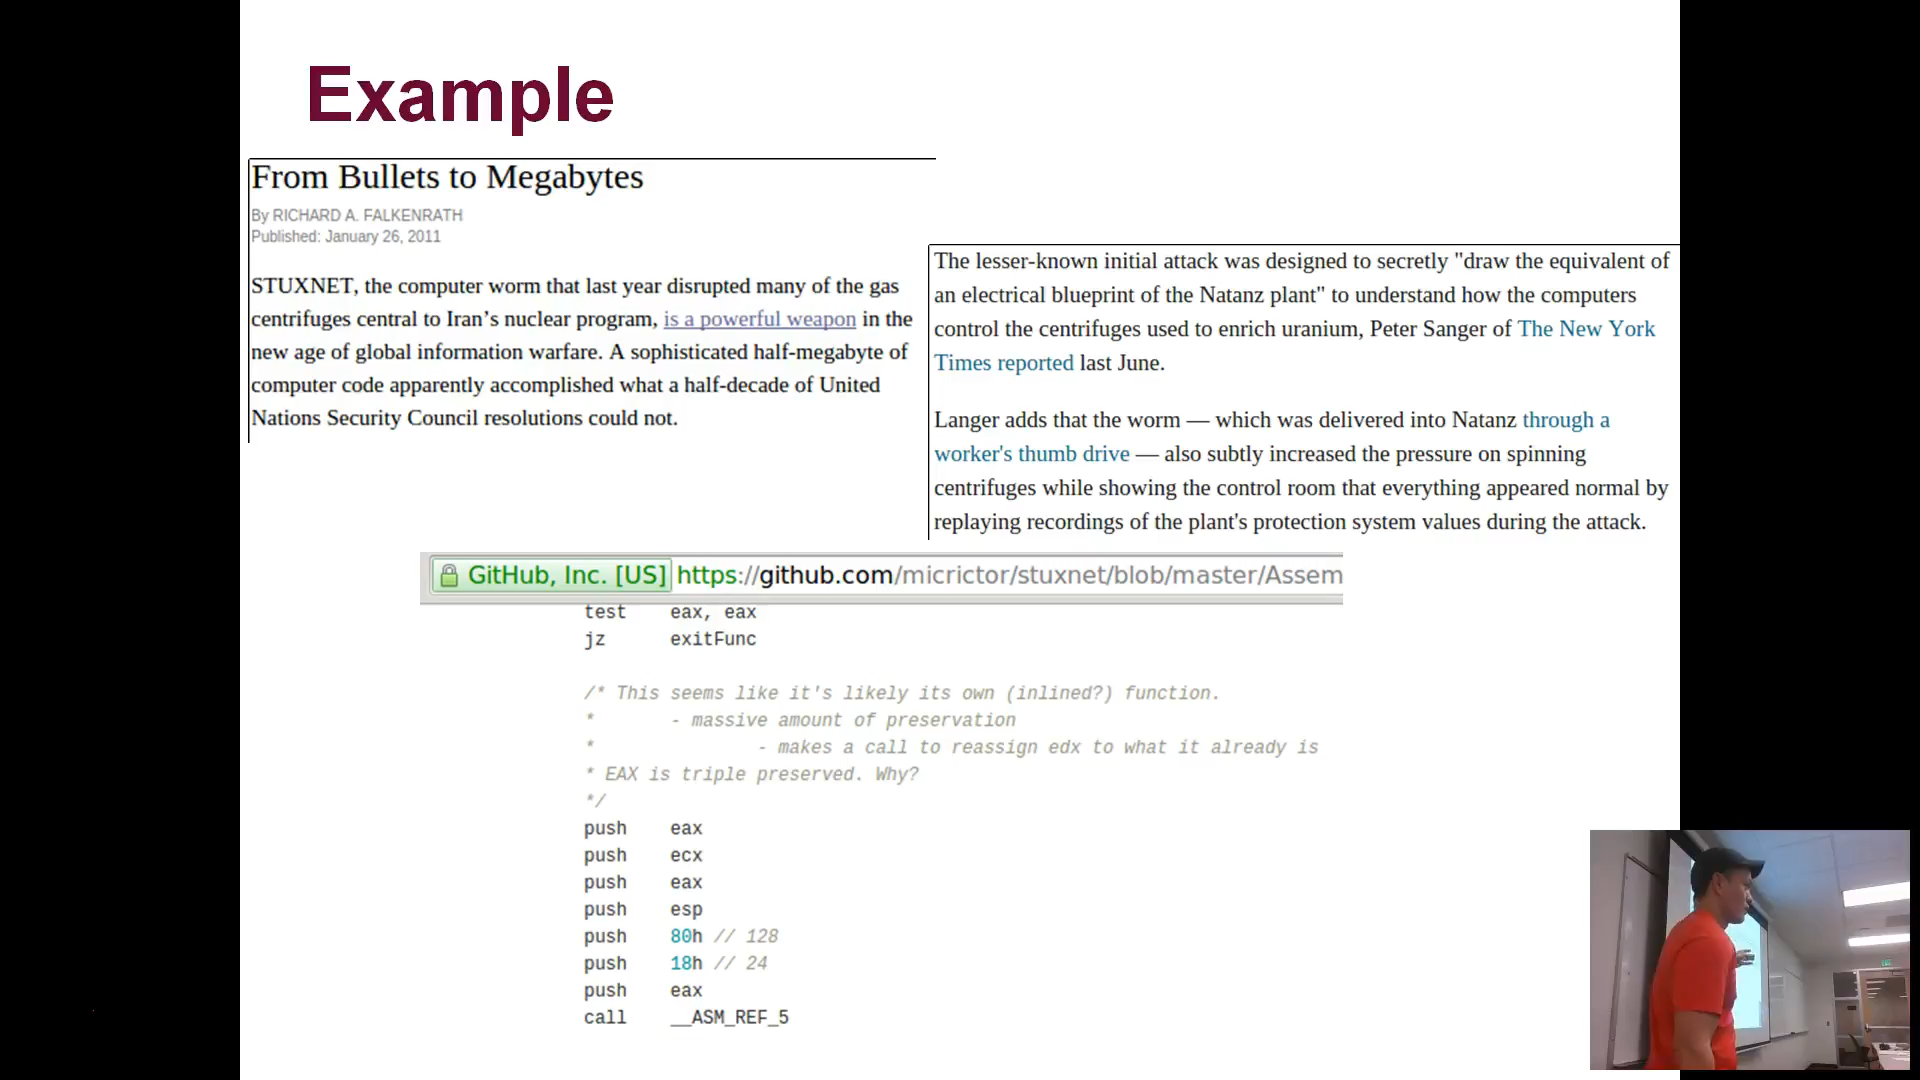 Example
From Bullets to Megabytes
By RICHARD A. FALKENRATH
Published: January 26, 2011
STUXNET, the computer worm that last year disrupted many of the gas
centrifuges central to Iran’s nuclear program, is a powerful weapon in the
new age of global information warfare. A sophisticated half-megabyte of
computer code apparently accomplished what a half-decade of United
Nations Security Council resolutions could not.
The lesser-known initial attack was designed to secretly "draw the equivalent of
an electrical blueprint of the Natanz plant" to understand how the computers
control the centrifuges used to enrich uranium, Peter Sanger of The New York
Times reported last June.
Langer adds that the worm — which was delivered into Natanz through a
worker's thumb drive — also subtly increased the pressure on spinning
centrifuges while showing the control room that everything appeared normal by
replaying recordings of the plant's protection system values during the attack.
GitHub, Inc. [US] https://github.com/micrictor/stuxnet/blob/master/Assem
test eax, eax
jz exitFunc
/* This seems like it's likely its own (inlined?) function.
* - massive amount of preservation
* - makes a call to reassign edx to what it already is
* EAX is triple preserved. Why?
*/
push eax
push ecx
push eax
push esp
push 80h // 128
push 18h // 24
push eax
call __ASM_REF_5